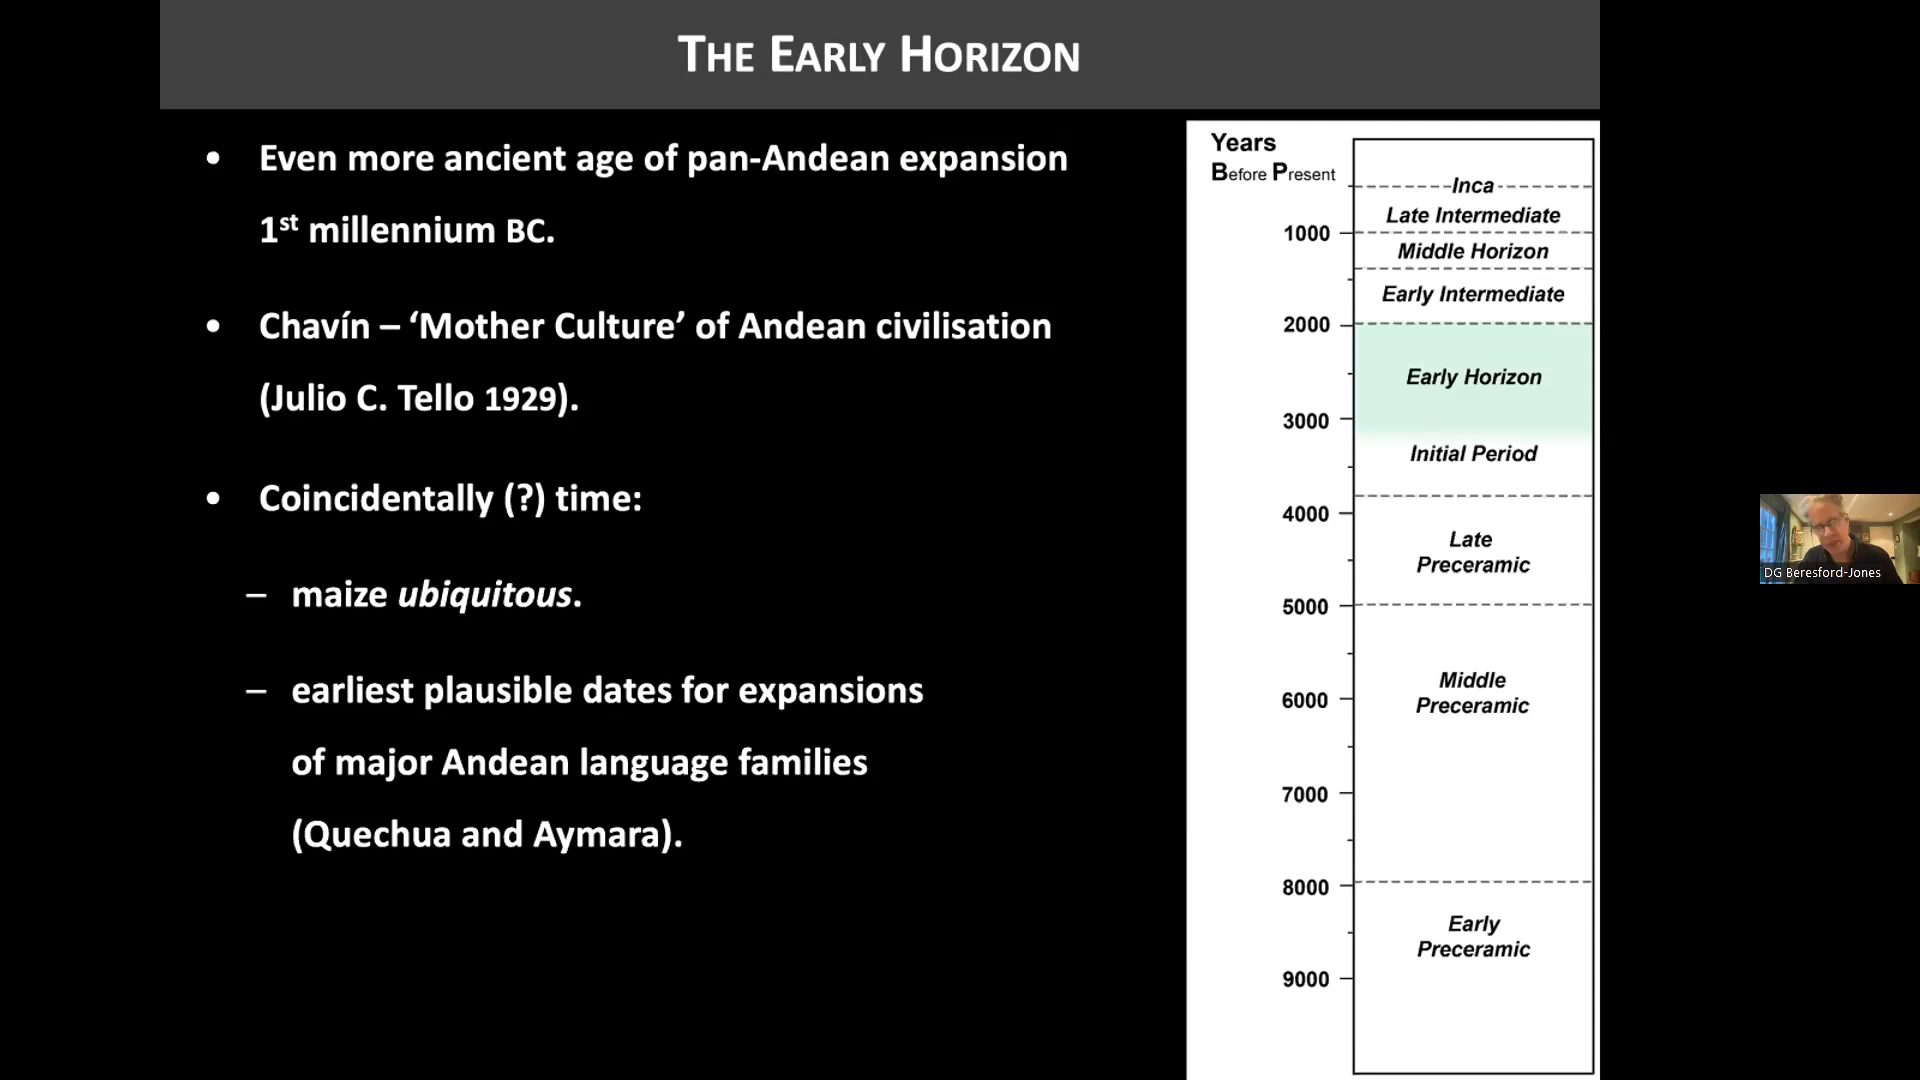 THE EARLY HORIZON
• Even more ancient age of pan-Andean expansion
1st millennium BC.
• Chavín – ‘Mother Culture’ of Andean civilisation
(Julio C. Tello 1929).
• Coincidentally (?) time:
– maize ubiquitous.
– earliest plausible dates for expansions
of major Andean language families
(Quechua and Aymara).
Years
Before Present
Inca
Late Intermediate
1000
Middle Horizon
Early Intermediate
2000
Early Horizon
3000
Initial Period
4000
Late
Preceramic
5000
Middle
6000
Preceramic
7000
8000
Early
Preceramic
9000
DG Beresford-Jones